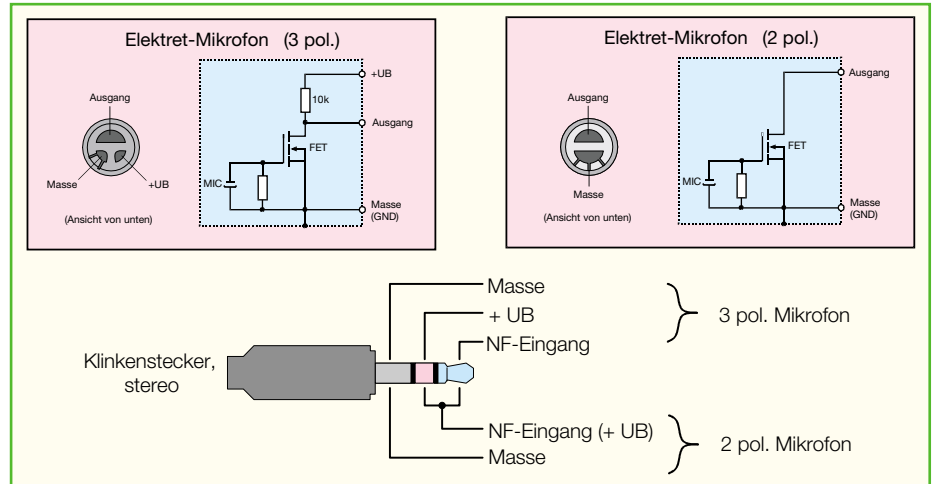 Elektret-Mikrofon (3 pol.)
Ausgang
Masse
+UB
(Ansicht von unten)
+UB
10k
Ausgang
FET
MIC
Masse
(GND)
Elektret-Mikrofon (2 pol.)
Ausgang
Masse
(Ansicht von unten)
Ausgang
FET
MIC
Masse
(GND)
Klinkenstecker,
stereo
Masse
+ UB
NF-Eingang
3 pol. Mikrofon
NF-Eingang (+ UB)
Masse
2 pol. Mikrofon